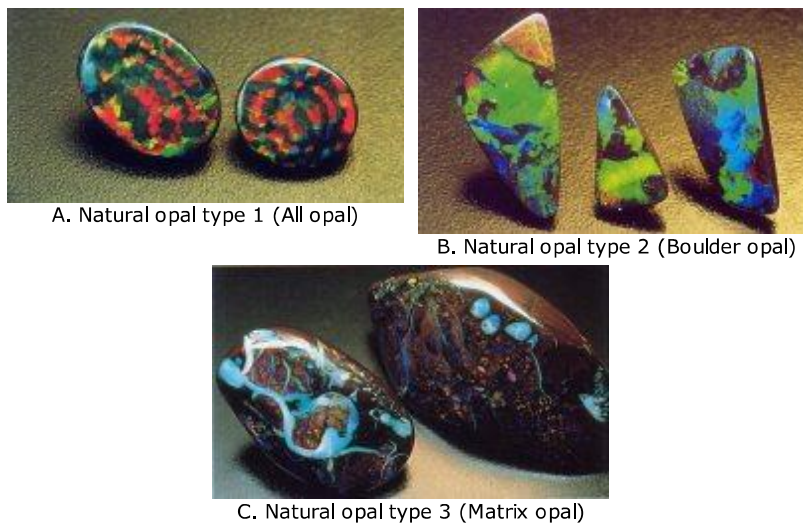 A. Natural opal type 1 (All opal)
B. Natural opal type 2 (Boulder opal)
C. Natural opal type 3 (Matrix opal)